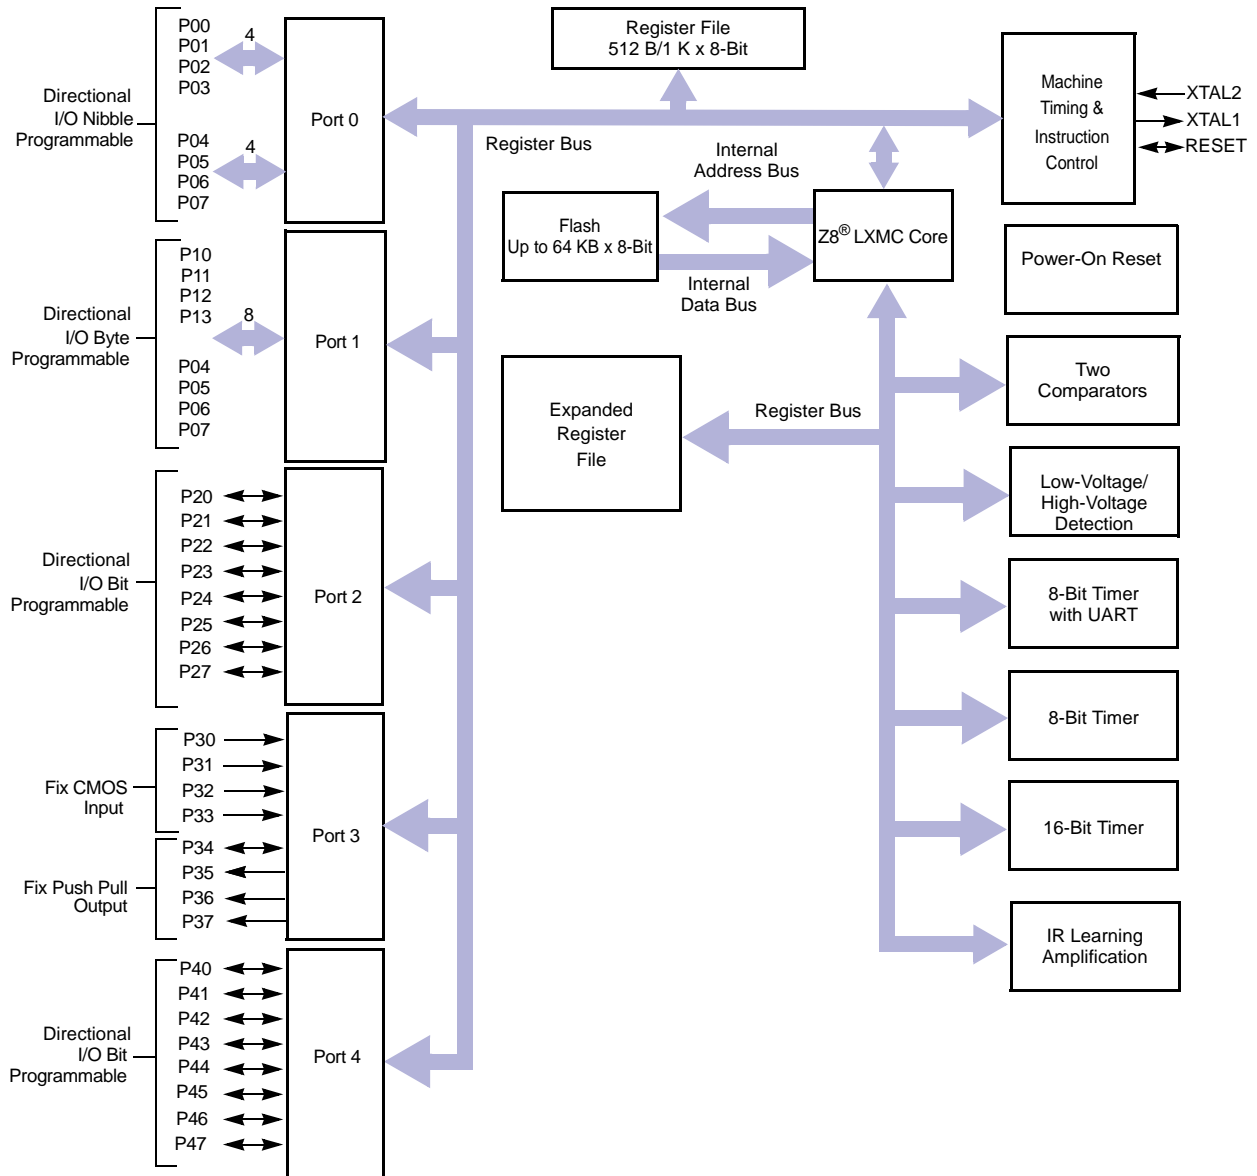 P00
P01
P02
P03
4
Directional
I/O Nibble
Programmable
P04
P05
P06
P07
4
Port 0
Register File
512 B/1 K x 8-Bit
Machine
Timing &
Instruction
Control
XTAL2
XTAL1
RESET
Register Bus
Internal
Address Bus
Flash
Up to 64 KB x 8-Bit
Z8® LXMC Core
Internal
Data Bus
Power-On Reset
P10
P11
P12
P13
8
Directional
I/O Byte
Programmable
P04
P05
P06
P07
Port 1
Expanded
Register
File
Register Bus
Two
Comparators
Low-Voltage/
High-Voltage
Detection
P20
P21
P22
P23
P24
P25
P26
P27
Directional
I/O Bit
Programmable
Port 2
8-Bit Timer
with UART
8-Bit Timer
P30
P31
P32
P33
Fix CMOS
Input
Port 3
P34
P35
P36
P37
Fix Push Pull
Output
16-Bit Timer
IR Learning
Amplification
P40
P41
P42
P43
P44
P45
P46
P47
Directional
I/O Bit
Programmable
Port 4